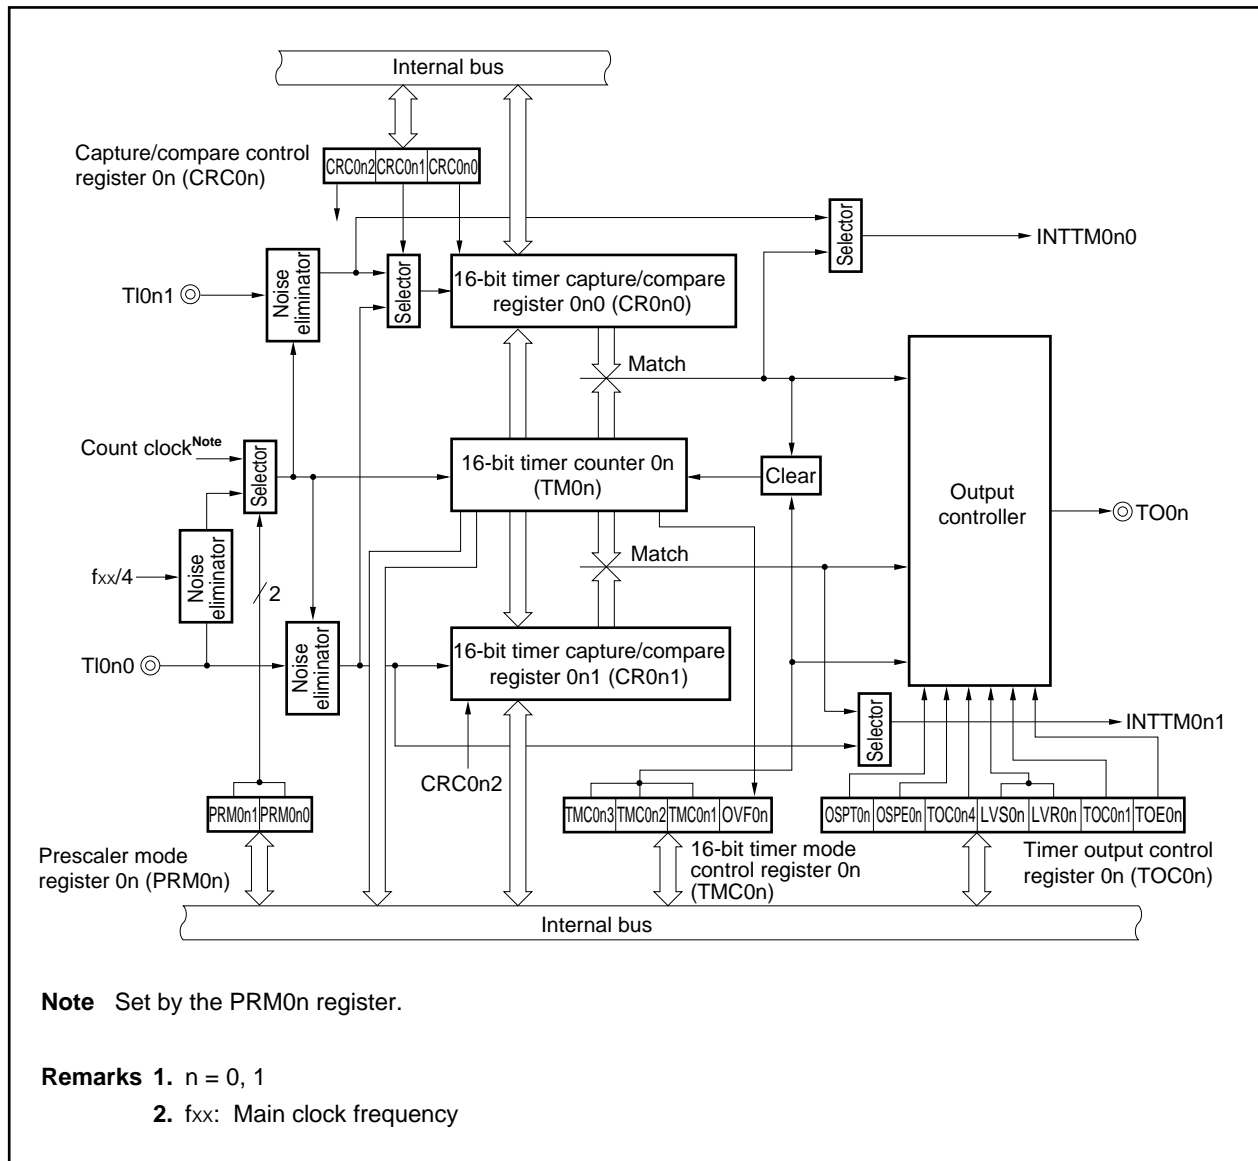 Internal bus
Capture/compare control
register 0n (CRC0n)
CRC0n2 CRC0n1 CRC0n0
Selector
INTTM0n0
TI0n1
Noise
eliminator
Selector
16-bit timer capture/compare
register 0n0 (CR0n0)
Match
Count clock Note
Selector
16-bit timer counter 0n
(TM0n)
Clear
Output
controller
TO0n
fxx/4
Noise
eliminator
2
Match
TI0n0
Noise
eliminator
16-bit timer capture/compare
register 0n1 (CR0n1)
Selector
INTTM0n1
CRC0n2
PRM0n1 PRM0n0
TMC0n3 TMC0n2 TMC0n1 OVF0n
OSPT0n OSPE0n TOC0n4 LVS0n LVR0n TOC0n1 TOE0n
Prescaler mode
register 0n (PRM0n)
16-bit timer mode
control register 0n
(TMC0n)
Timer output control
register 0n (TOC0n)
Internal bus
Note Set by the PRM0n register.
Remarks 1. n = 0, 1
2. fxx: Main clock frequency